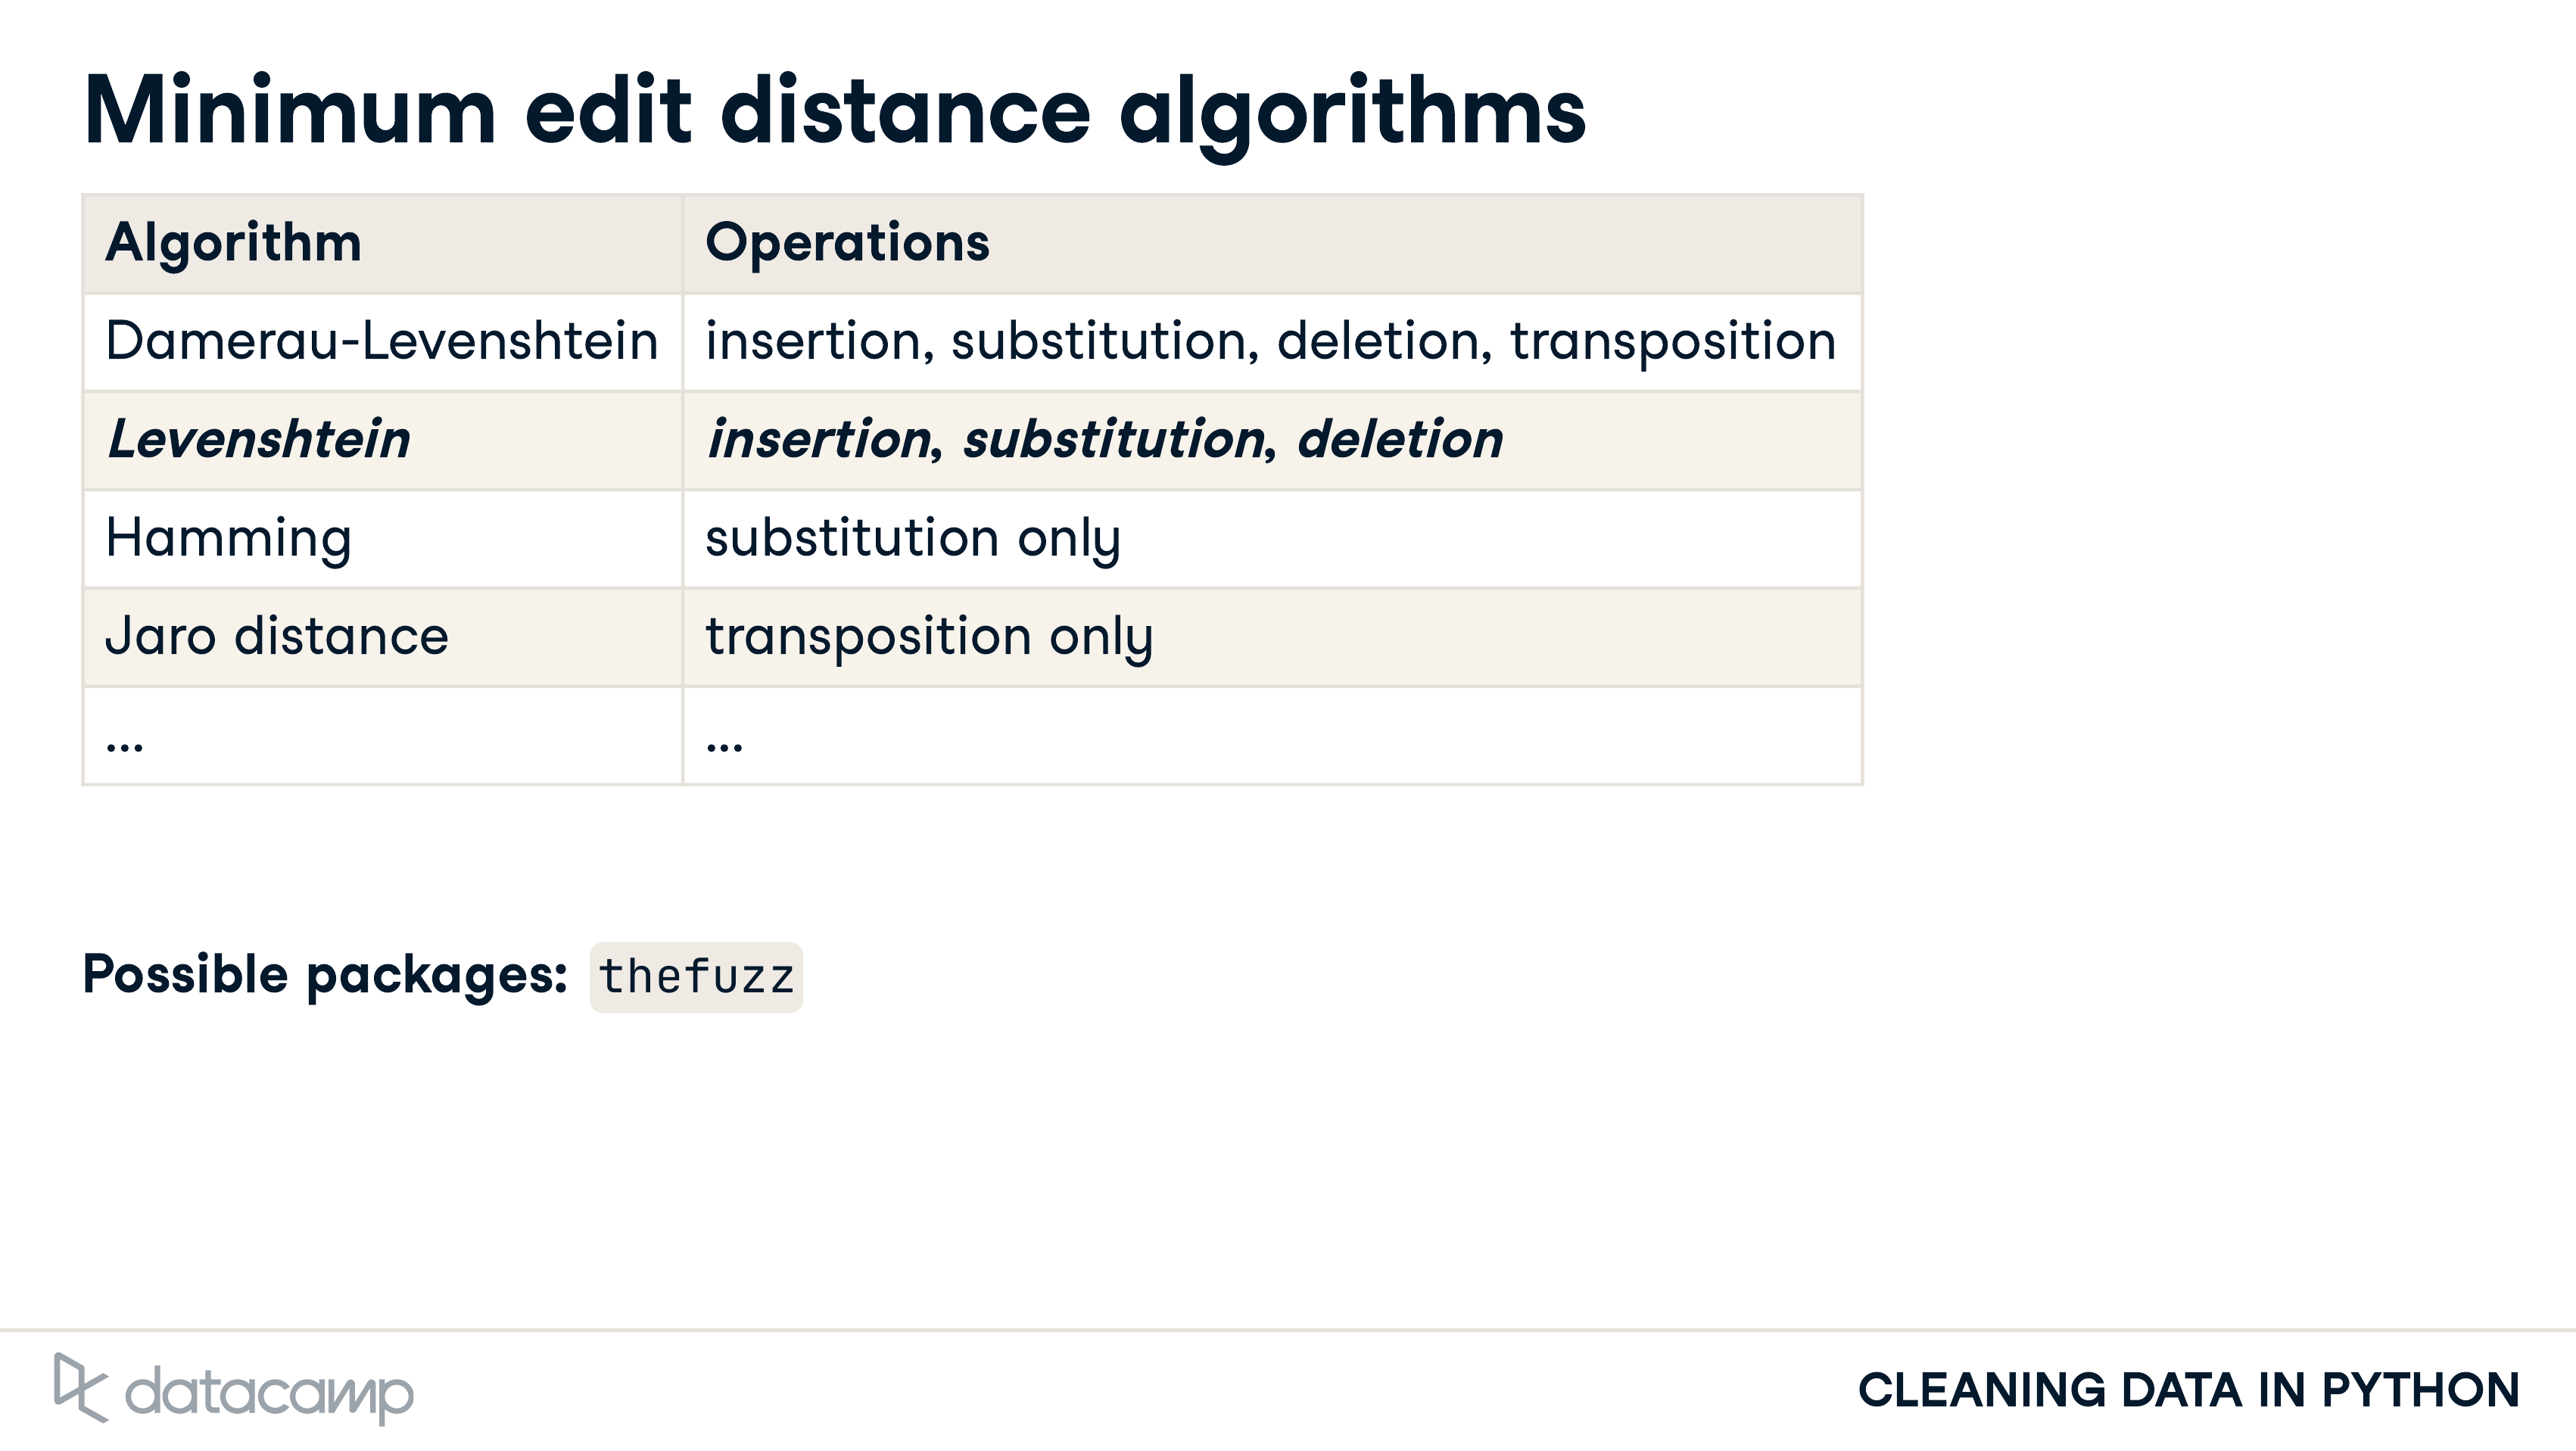 Minimum edit distance algorithms
Algorithm Operations
Damerau-Levenshtein insertion, substitution, deletion, transposition
Levenshtein insertion, substitution, deletion
Hamming substitution only
Jaro distance transposition only
... ...
Possible packages: thefuzz
datacamp CLEANING DATA IN PYTHON